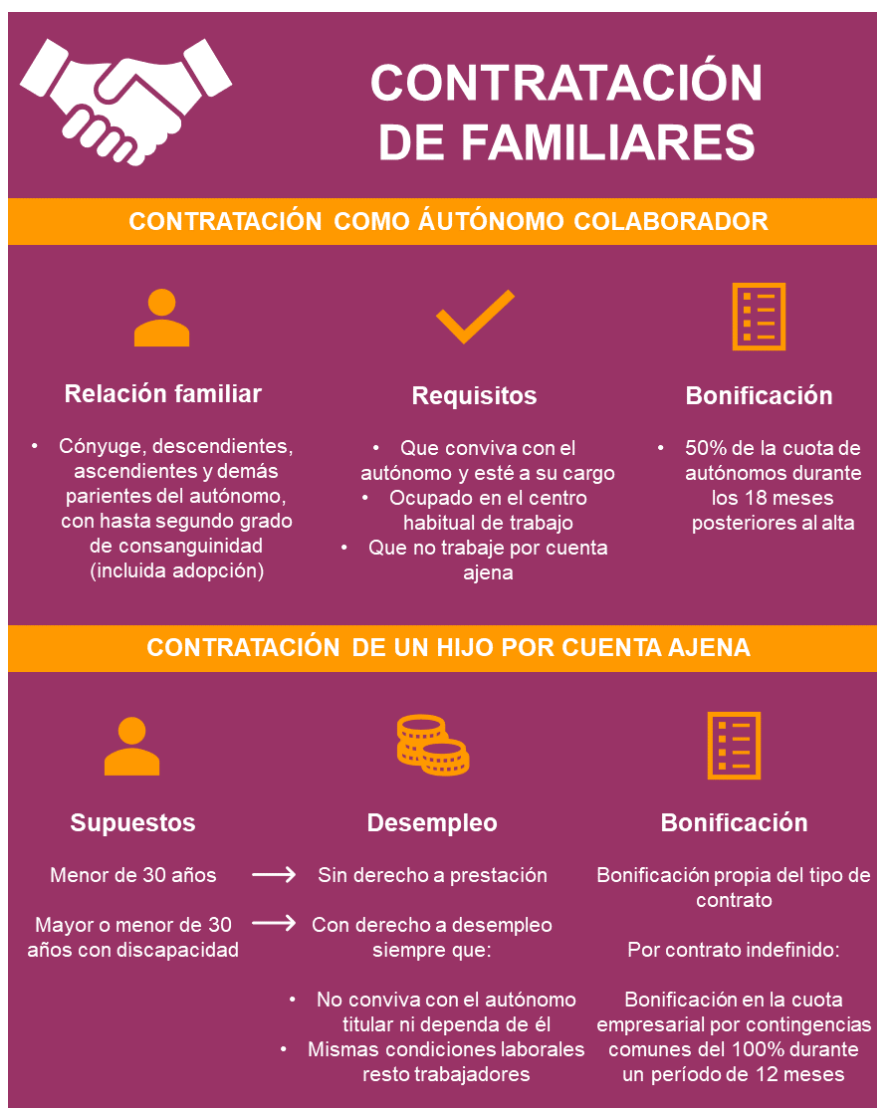 CONTRATACIÓN
DE FAMILIARES
CONTRATACIÓN COMO ÁUTÓNOMO COLABORADOR
Relación familiar
• Cónyuge, descendientes,
ascendientes y demás
parientes del autónomo,
con hasta segundo grado
de consanguinidad
(incluida adopción)
Requisitos
• Que conviva con el
autónomo y esté a su cargo
• Ocupado en el centro
habitual de trabajo
• Que no trabaje por cuenta
ajena
Bonificación
• 50% de la cuota de
autónomos durante
los 18 meses
posteriores al alta
CONTRATACIÓN DE UN HIJO POR CUENTA AJENA
Supuestos
Menor de 30 años
Mayor o menor de 30
años con discapacidad
Desempleo
Sin derecho a prestación
Con derecho a desempleo
siempre que:
• No conviva con el autónomo
titular ni dependa de él
• Mismas condiciones laborales
resto trabajadores
Bonificación
Bonificación propia del tipo de
contrato
Por contrato indefinido:
Bonificación en la cuota
empresarial por contingencias
comunes del 100% durante
un período de 12 meses